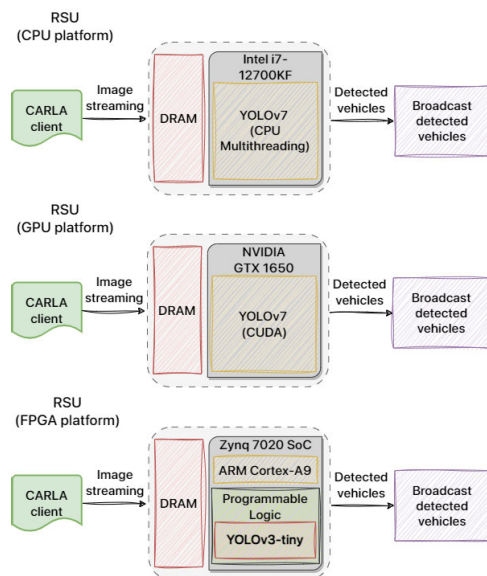 RSU
(CPU platform)
CARLA
client
Image
streaming
DRAM
Intel i7-
12700KF
YOLOv7
(CPU
Multithreading)
Detected
vehicles
Broadcast
detected
vehicles
RSU
(GPU platform)
CARLA
client
Image
streaming
DRAM
NVIDIA
GTX 1650
YOLOv7
(CUDA)
Detected
vehicles
Broadcast
detected
vehicles
RSU
(FPGA platform)
CARLA
client
Image
streaming
DRAM
Zynq 7020 SoC
ARM Cortex-A9
Programmable
Logic
YOLOv3-tiny
Detected
vehicles
Broadcast
detected
vehicles